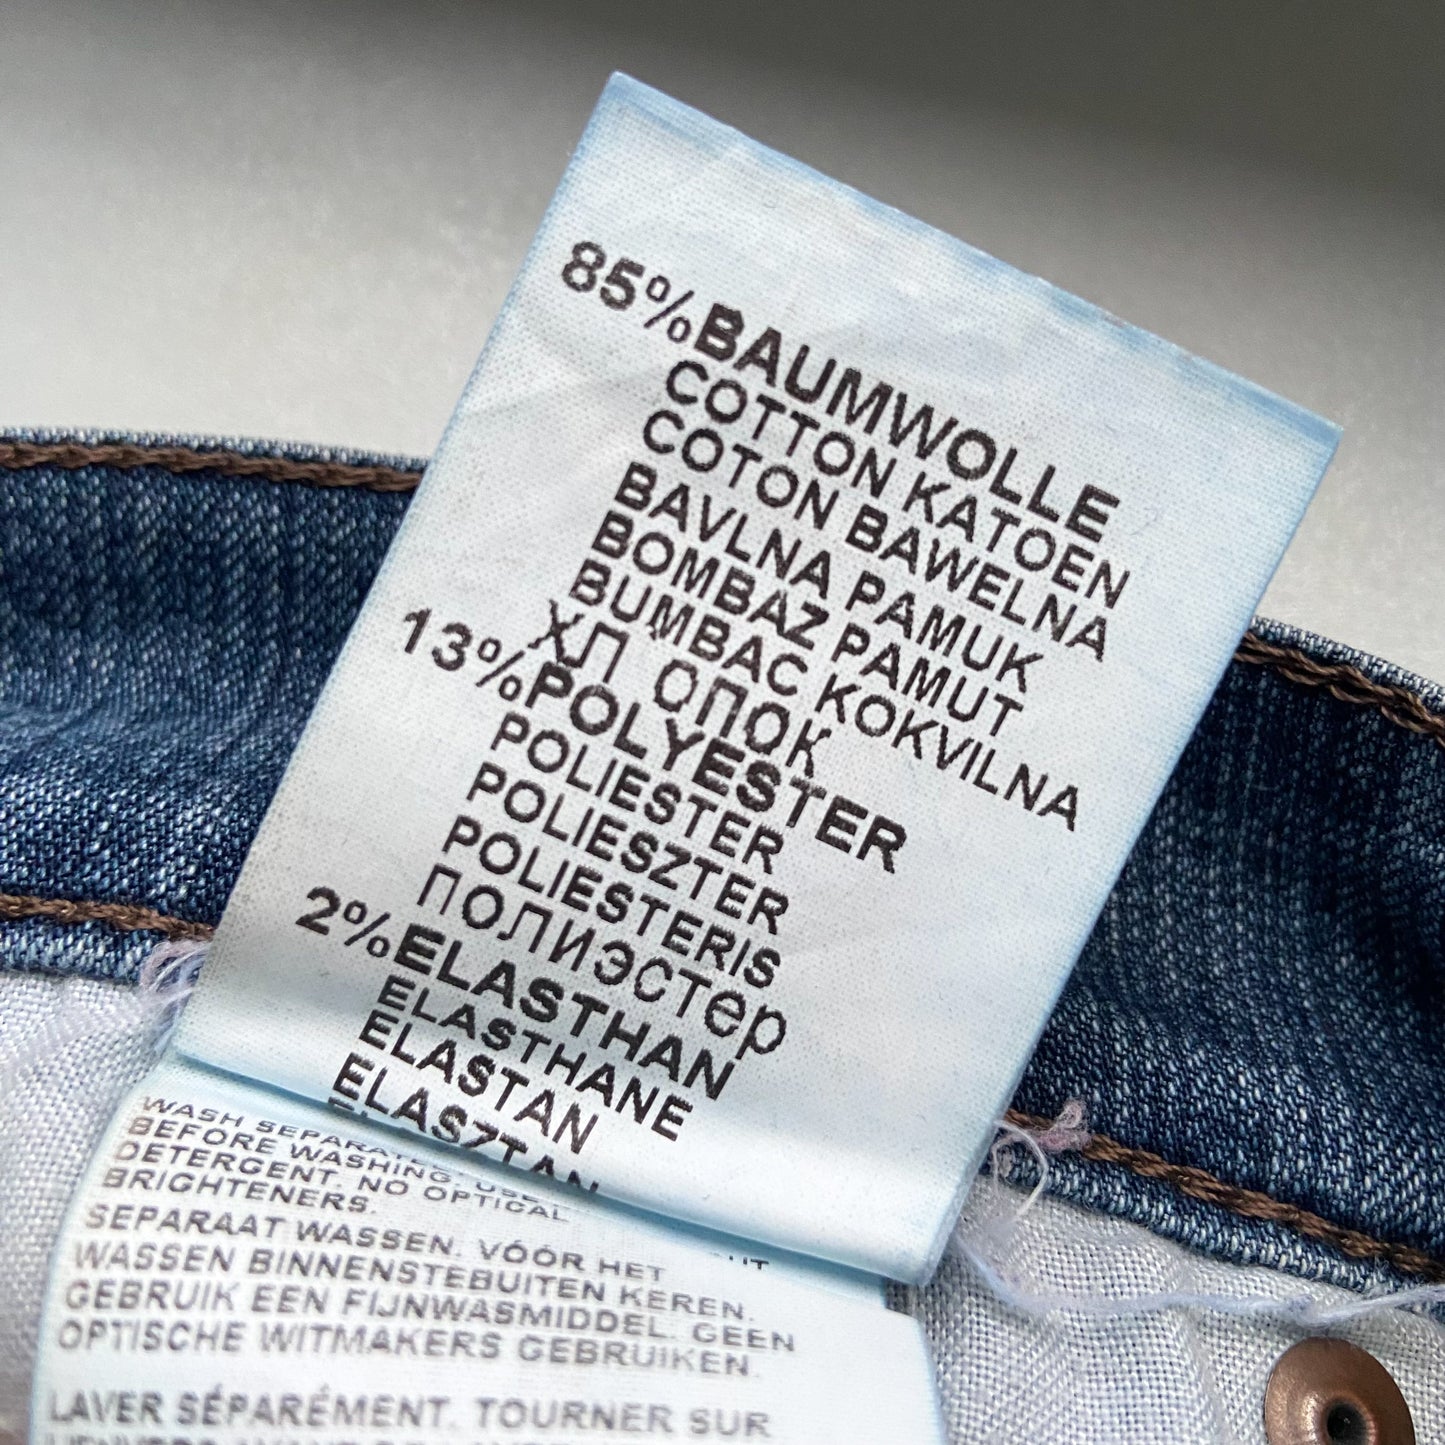 85%BAUMWOLLE
COTTON KATOEN
COTON BAWELNA
BAVLNA PAMUK
BOMBAZ PAMUT
BUMBAC KOKVILNA
ХЛ ОПОК
13%POLYESTER
POLIESTER
POLIESZTER
POLIESTERIS
ПОЛИЭСТер
2%ELASTHAN
ELASTHANE
ELASTAN
ELASZTAN
WASH
BEFORE WASHING. USE
DETERGENT. NO OPTICAL
BRIGHTENERS.
SEPARAAT WASSEN. VÓÓR HET
WASSEN BINNENSTEBUITEN KEREN.
GEBRUIK EEN FIJNWASMIDDEL. GEEN
OPTISCHE WITMAKERS GEBRUIKEN.
LAVER SÉPARÉMENT. TOURNER SUR